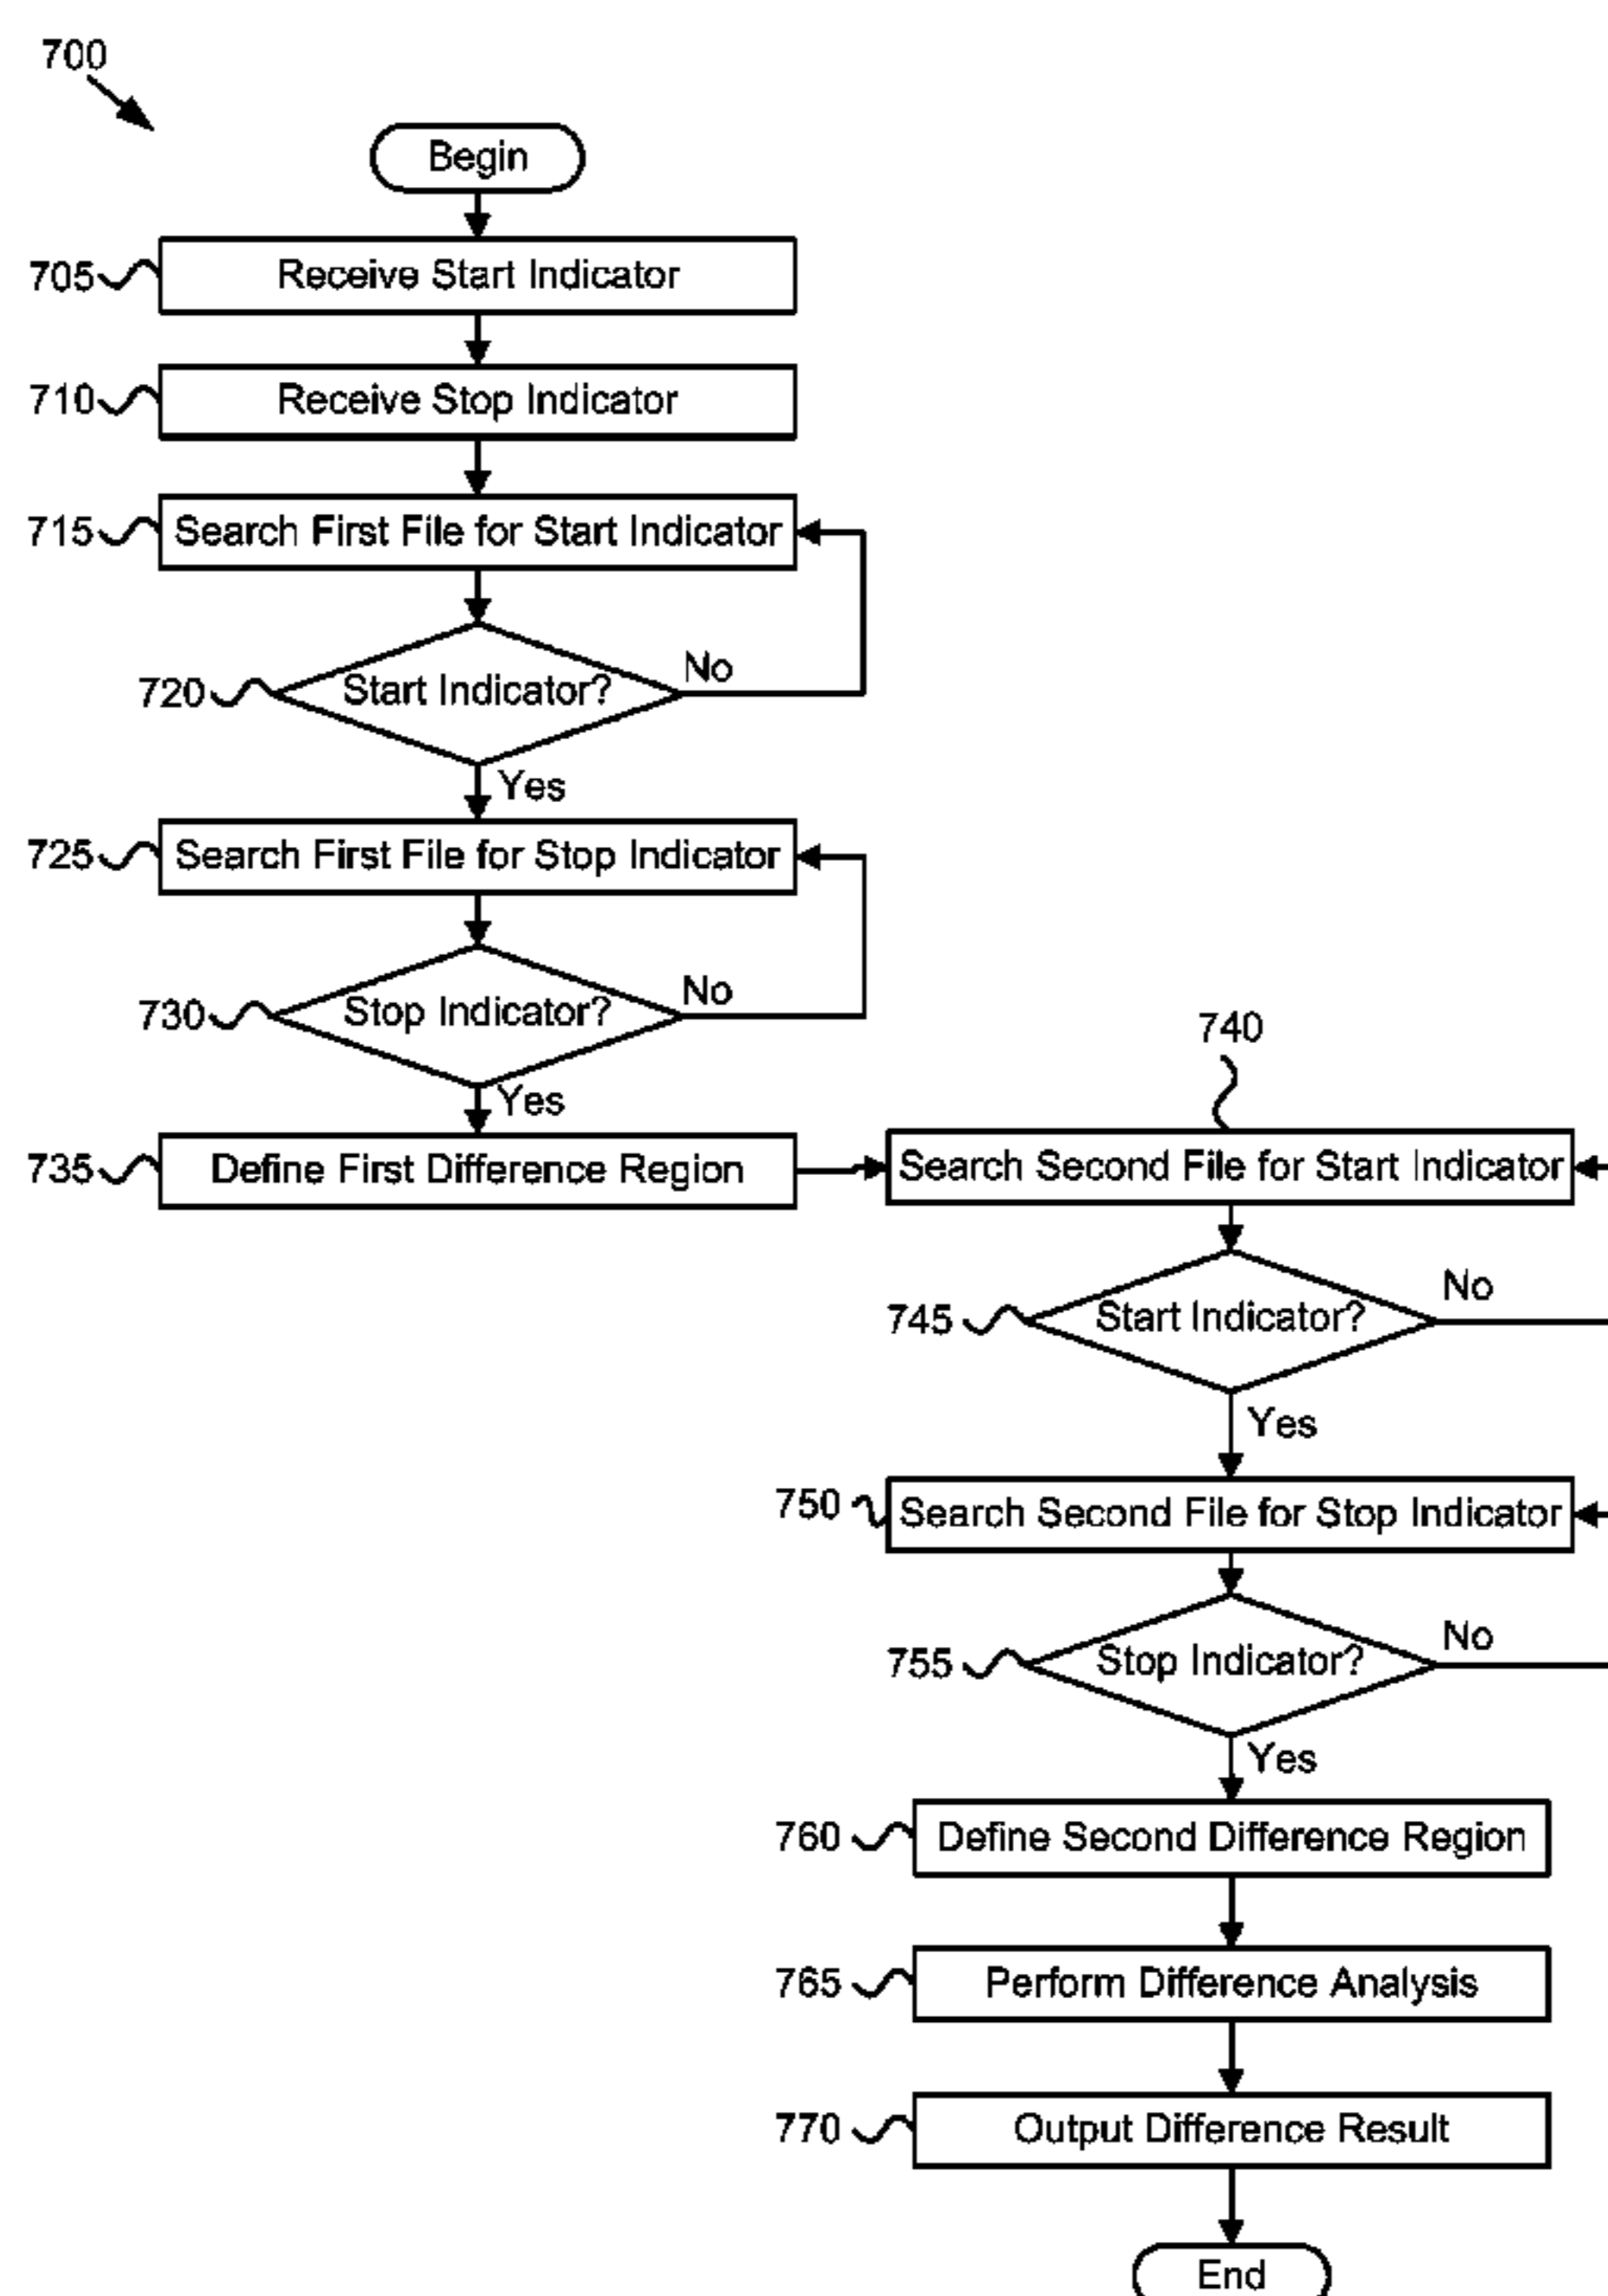 700
Begin
705 Receive Start Indicator
710 Receive Stop Indicator
715 Search First File for Start Indicator
720 Start Indicator?
No
Yes
725 Search First File for Stop Indicator
730 Stop Indicator?
No
Yes
735 Define First Difference Region
740
Search Second File for Start Indicator
745 Start Indicator?
No
Yes
750 Search Second File for Stop Indicator
755 Stop Indicator?
No
Yes
760 Define Second Difference Region
765 Perform Difference Analysis
770 Output Difference Result
End